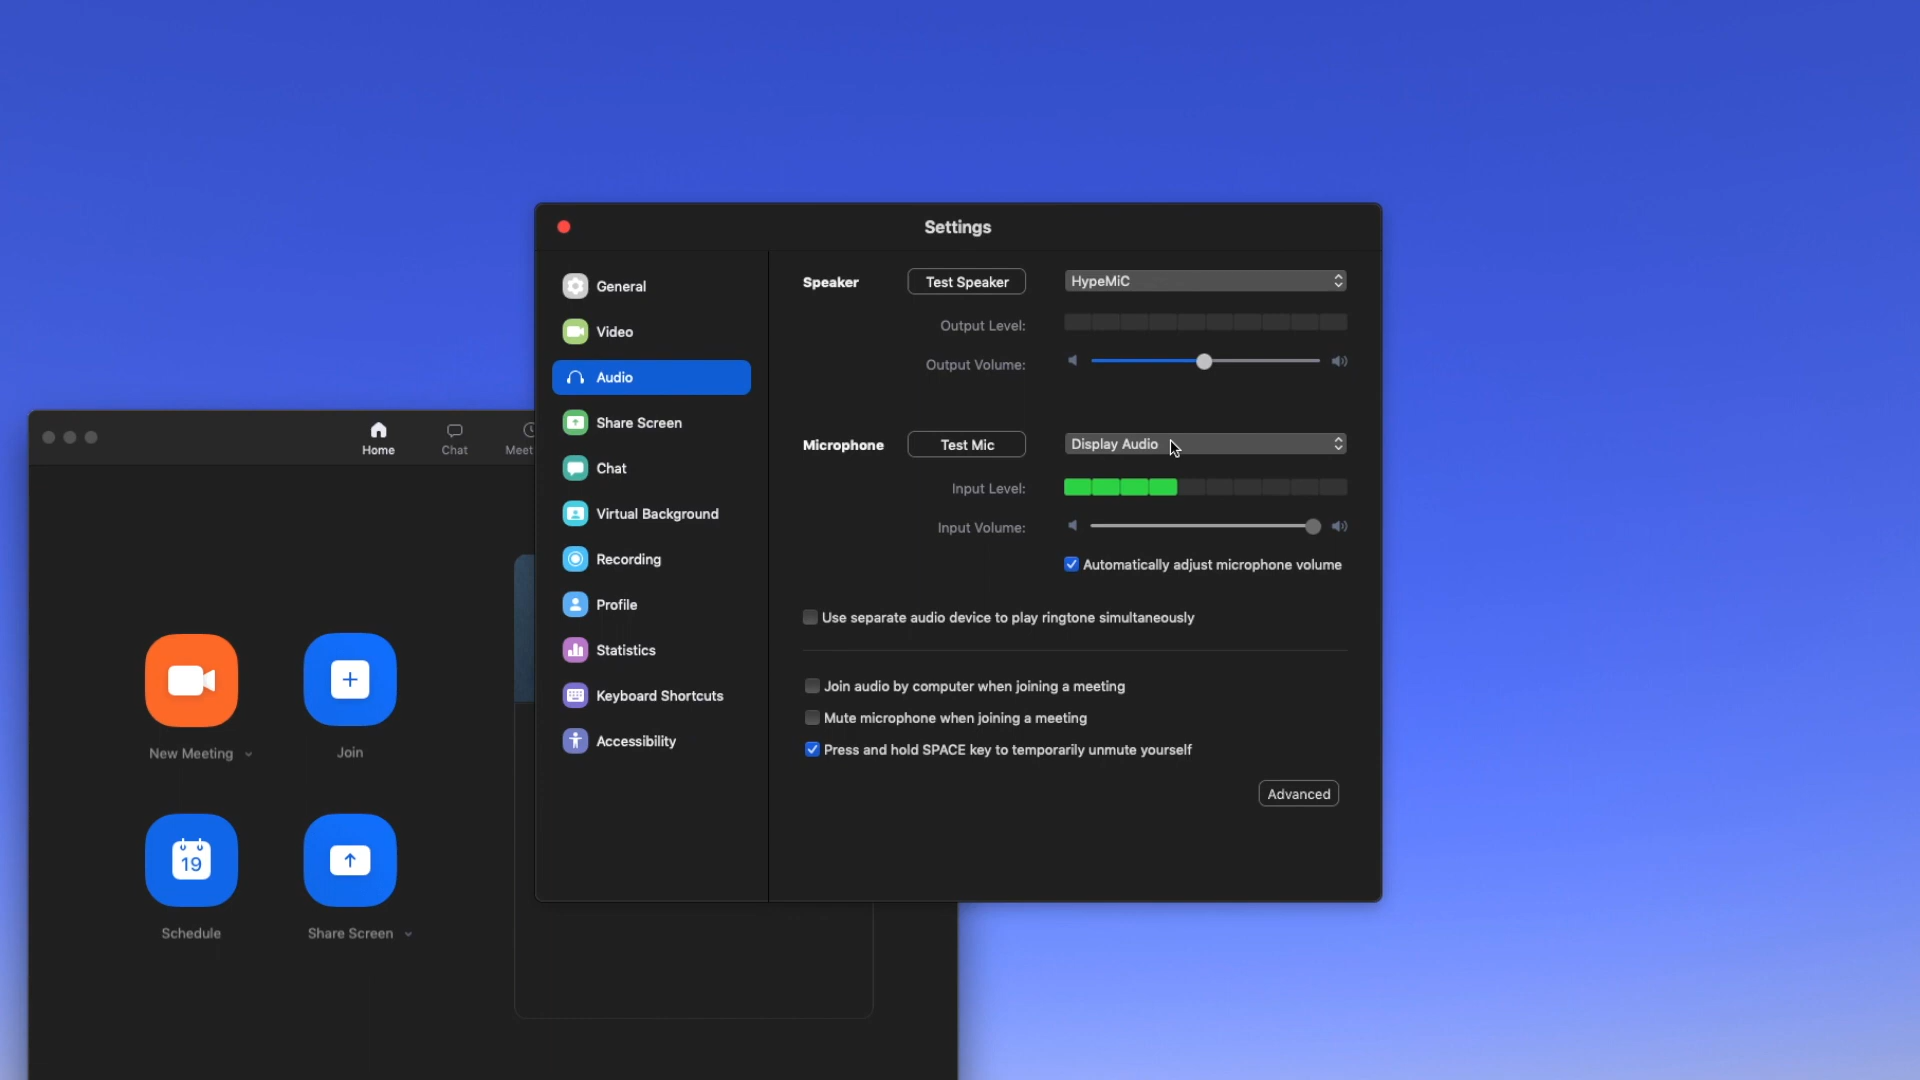 Settings
General
Video
Audio
Share Screen
Chat
Virtual Background
Recording
Profile
Statistics
Keyboard Shortcuts
Accessibility
Speaker
Test Speaker
HypeMiC
Output Level:
Output Volume:
Microphone
Test Mic
Display Audio
Input Level:
Input Volume:
Automatically adjust microphone volume
Use separate audio device to play ringtone simultaneously
Join audio by computer when joining a meeting
Mute microphone when joining a meeting
Press and hold SPACE key to temporarily unmute yourself
Advanced
Home
Chat
Meet
New Meeting
Join
19
Schedule
Share Screen